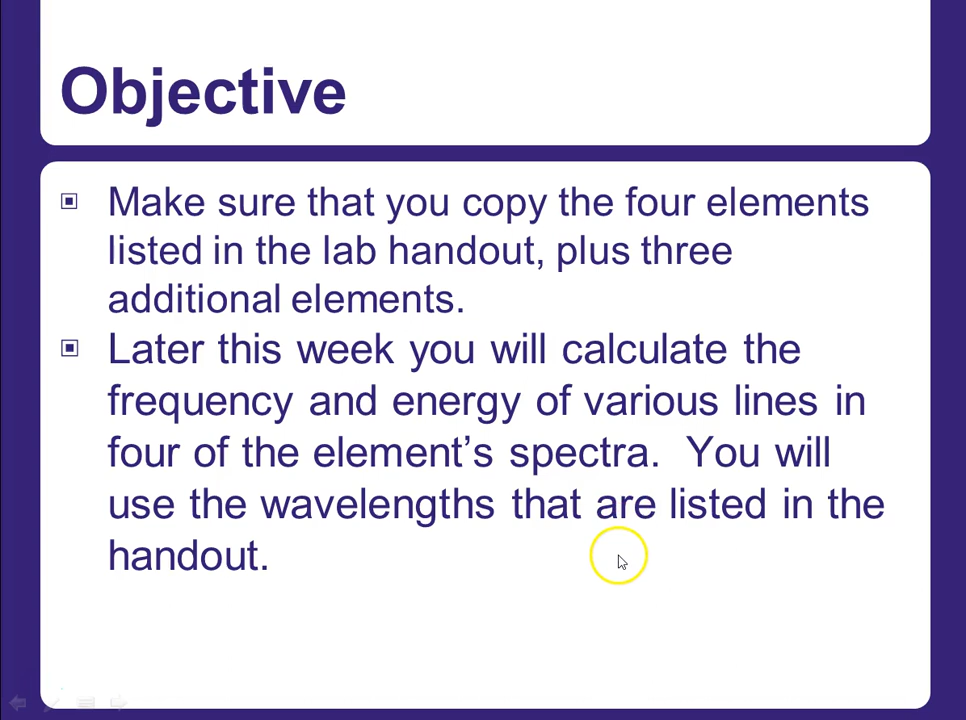 Objective
Make sure that you copy the four elements
listed in the lab handout, plus three
additional elements.
Later this week you will calculate the
frequency and energy of various lines in
four of the element’s spectra.  You will
use the wavelengths that are listed in the
handout.